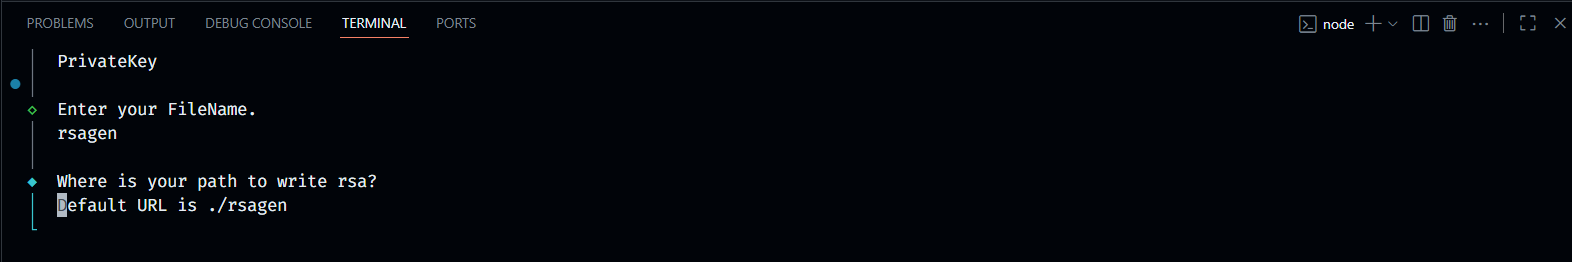 PROBLEMS OUTPUT DEBUG CONSOLE TERMINAL PORTS node
PrivateKey
Enter your FileName.
rsagen
Where is your path to write rsa?
Default URL is ./rsagen